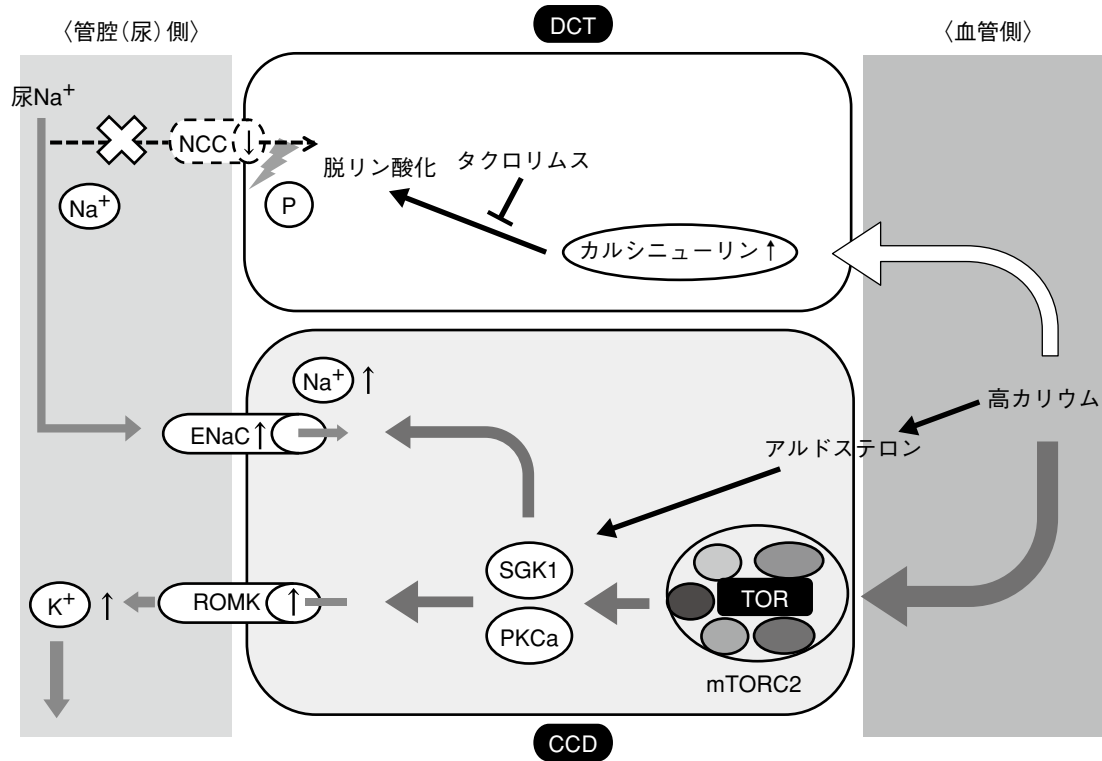 DCT
〈管腔(尿)側〉
〈血管側〉
尿Na+
NCC ↓
脱リン酸化
タクロリムス
Na+
P
カルシニューリン↑
Na+ ↑
高カリウム
ENaC↑
アルドステロン
SGK1
K+ ↑
ROMK ↑
TOR
PKCa
mTORC2
CCD